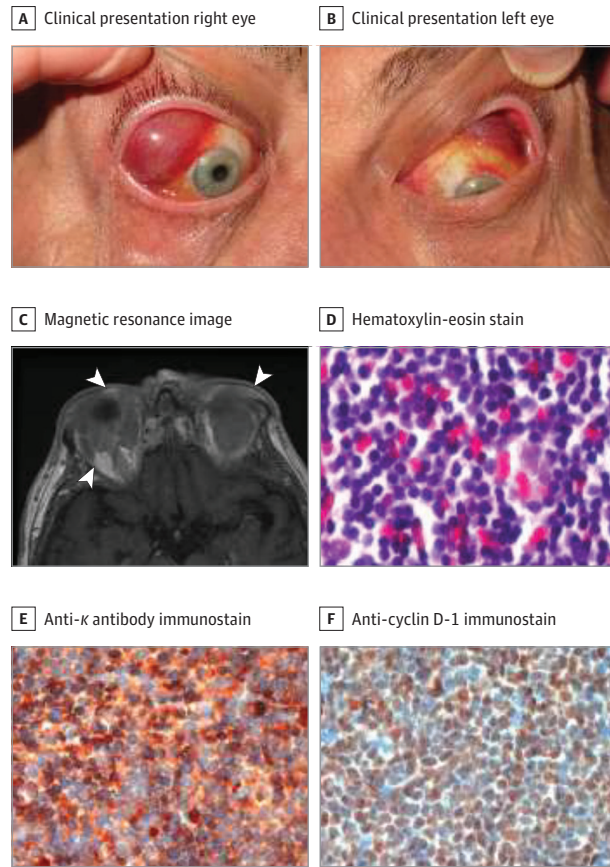 A Clinical presentation right eye
B Clinical presentation left eye
C Magnetic resonance image
D Hematoxylin-eosin stain
E Anti-κ antibody immunostain
F Anti-cyclin D-1 immunostain